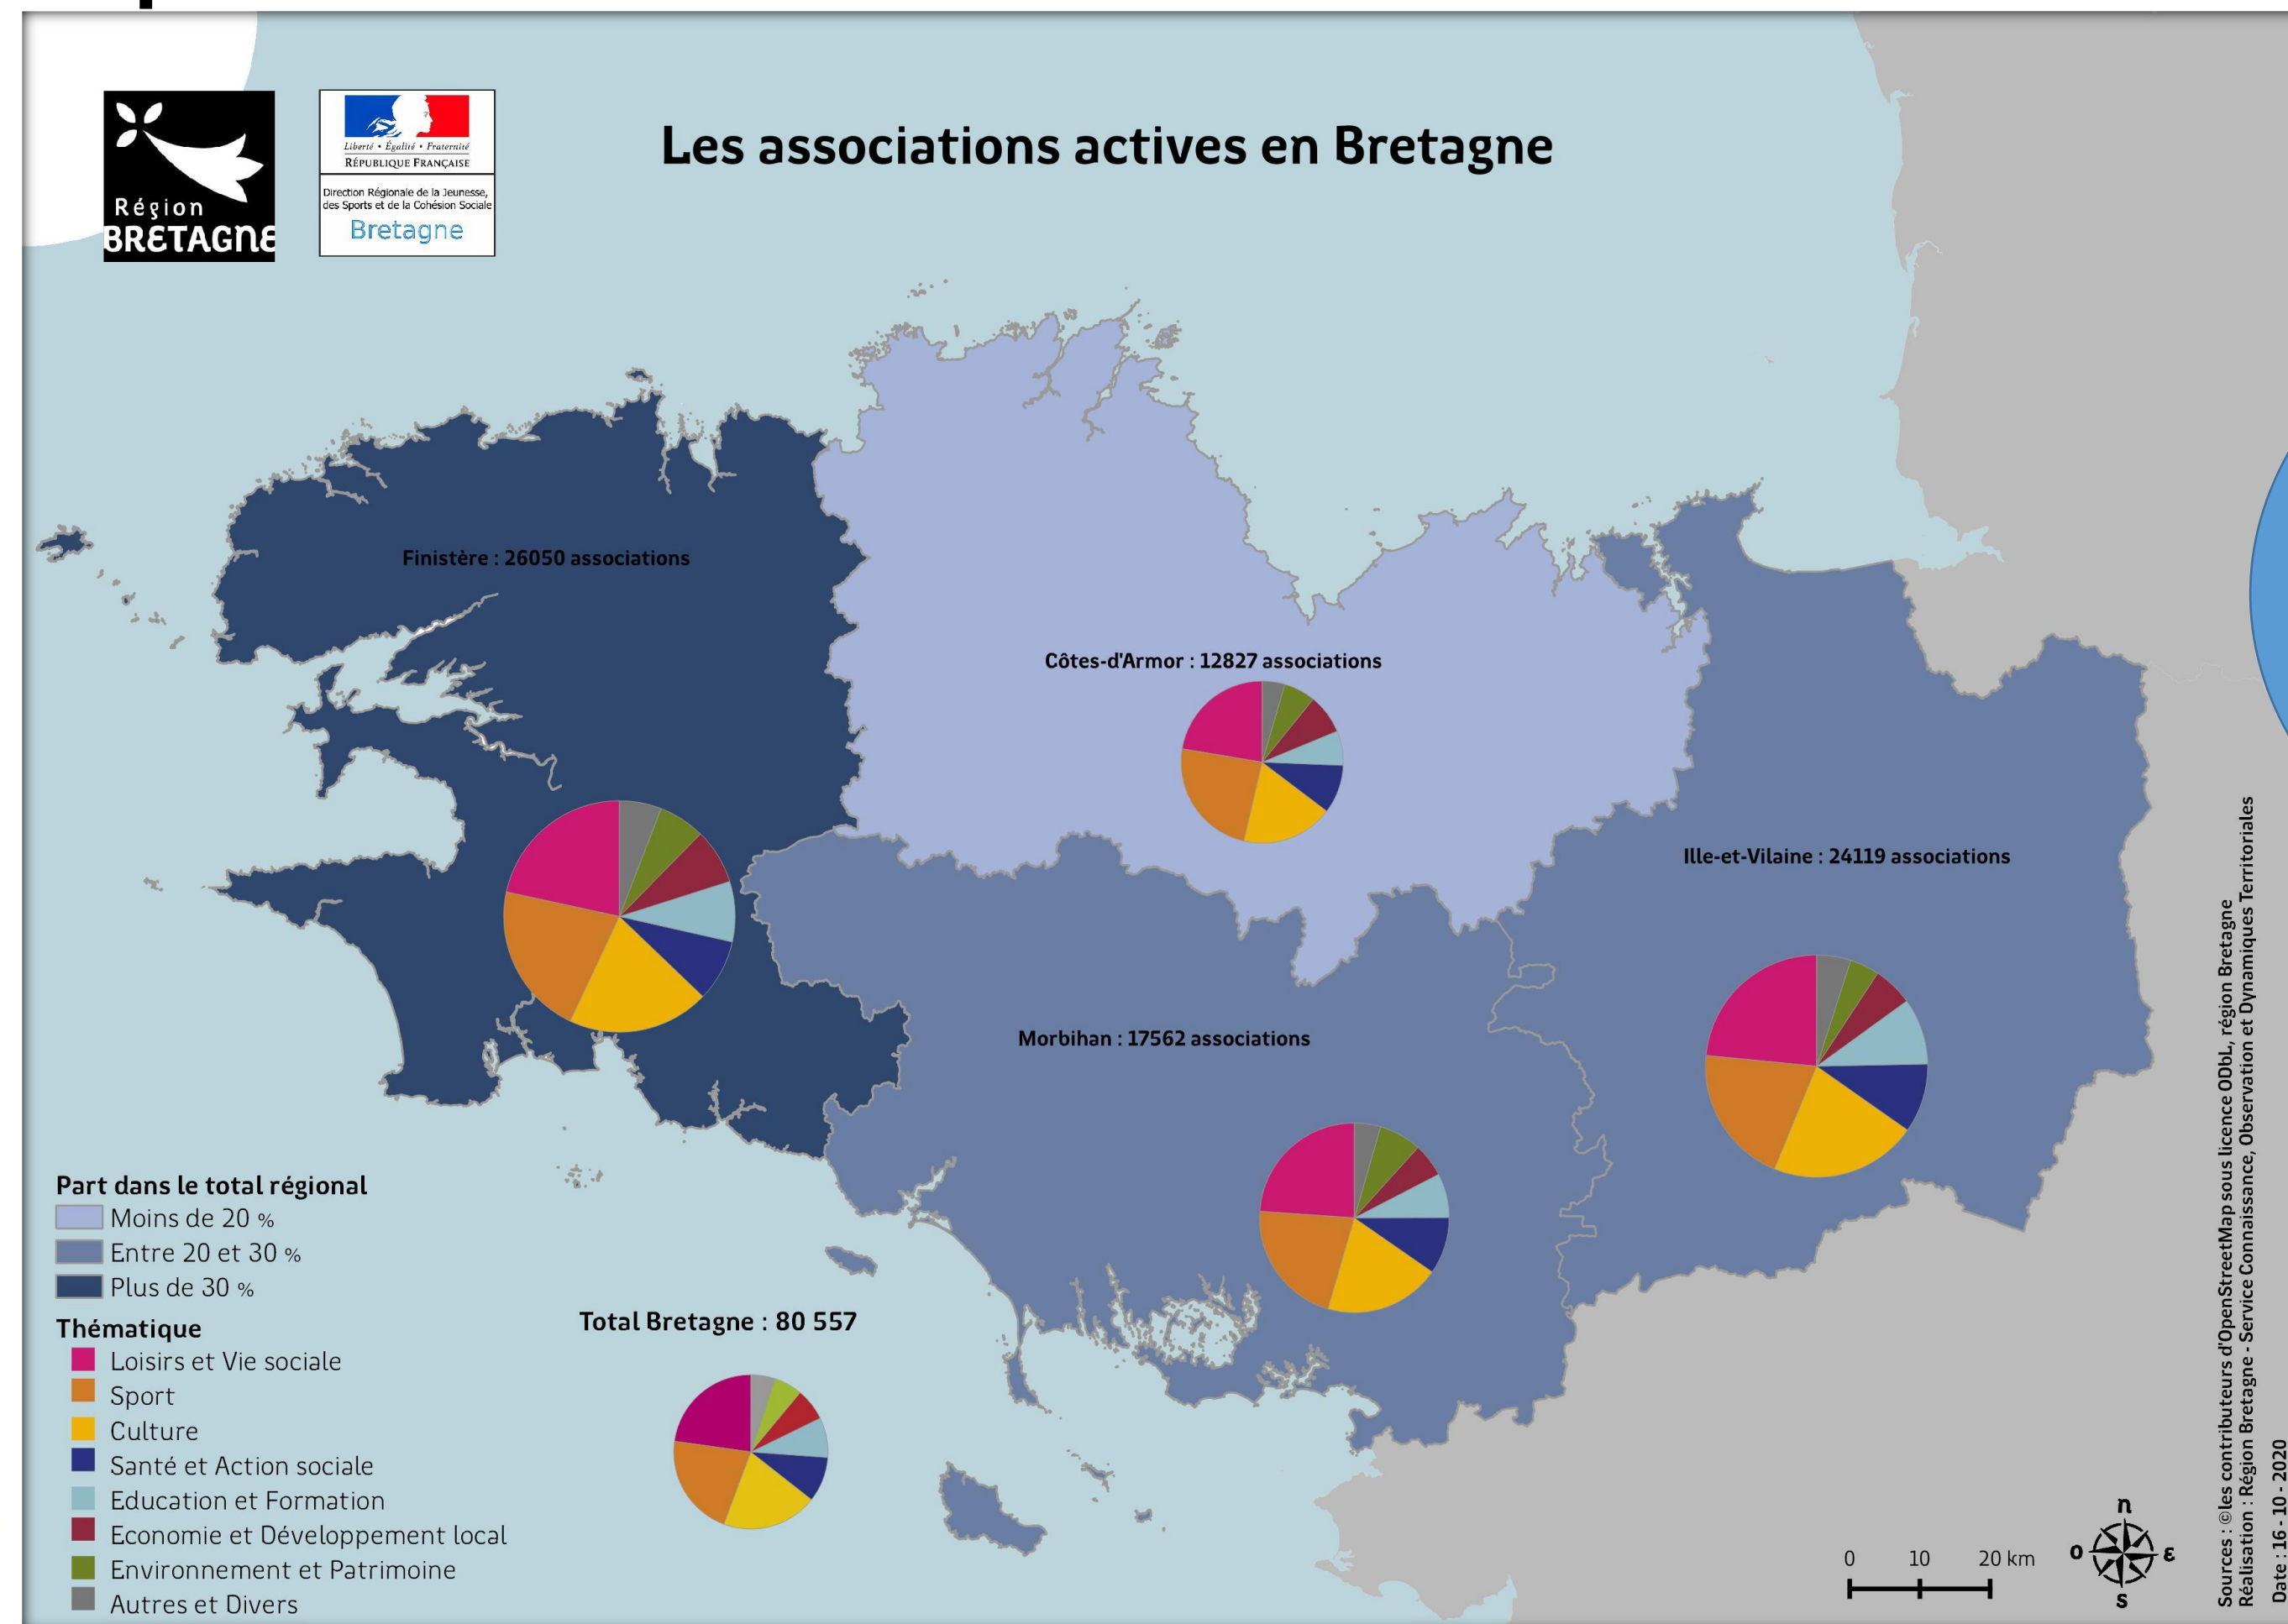 Région
BRETAGNE
Liberté • Égalité • Fraternité
RÉPUBLIQUE FRANÇAISE
Direction Régionale de la Jeunesse,
des Sports et de la Cohésion Sociale
Bretagne
Les associations actives en Bretagne
Finistère : 26050 associations
Côtes-d'Armor : 12827 associations
Ille-et-Vilaine : 24119 associations
Morbihan : 17562 associations
Part dans le total régional
Moins de 20 %
Entre 20 et 30 %
Plus de 30 %
Thématique
Loisirs et Vie sociale
Sport
Culture
Santé et Action sociale
Education et Formation
Economie et Développement local
Environnement et Patrimoine
Autres et Divers
Total Bretagne : 80 557
0 10 20 km
n
o ε
s
Sources : ©les contributeurs d'OpenStreetMap sous licence ODbL, région Bretagne
Réalisation : Région Bretagne - Service Connaissance, Observation et Dynamiques Territoriales
Date : 16 - 10 - 2020